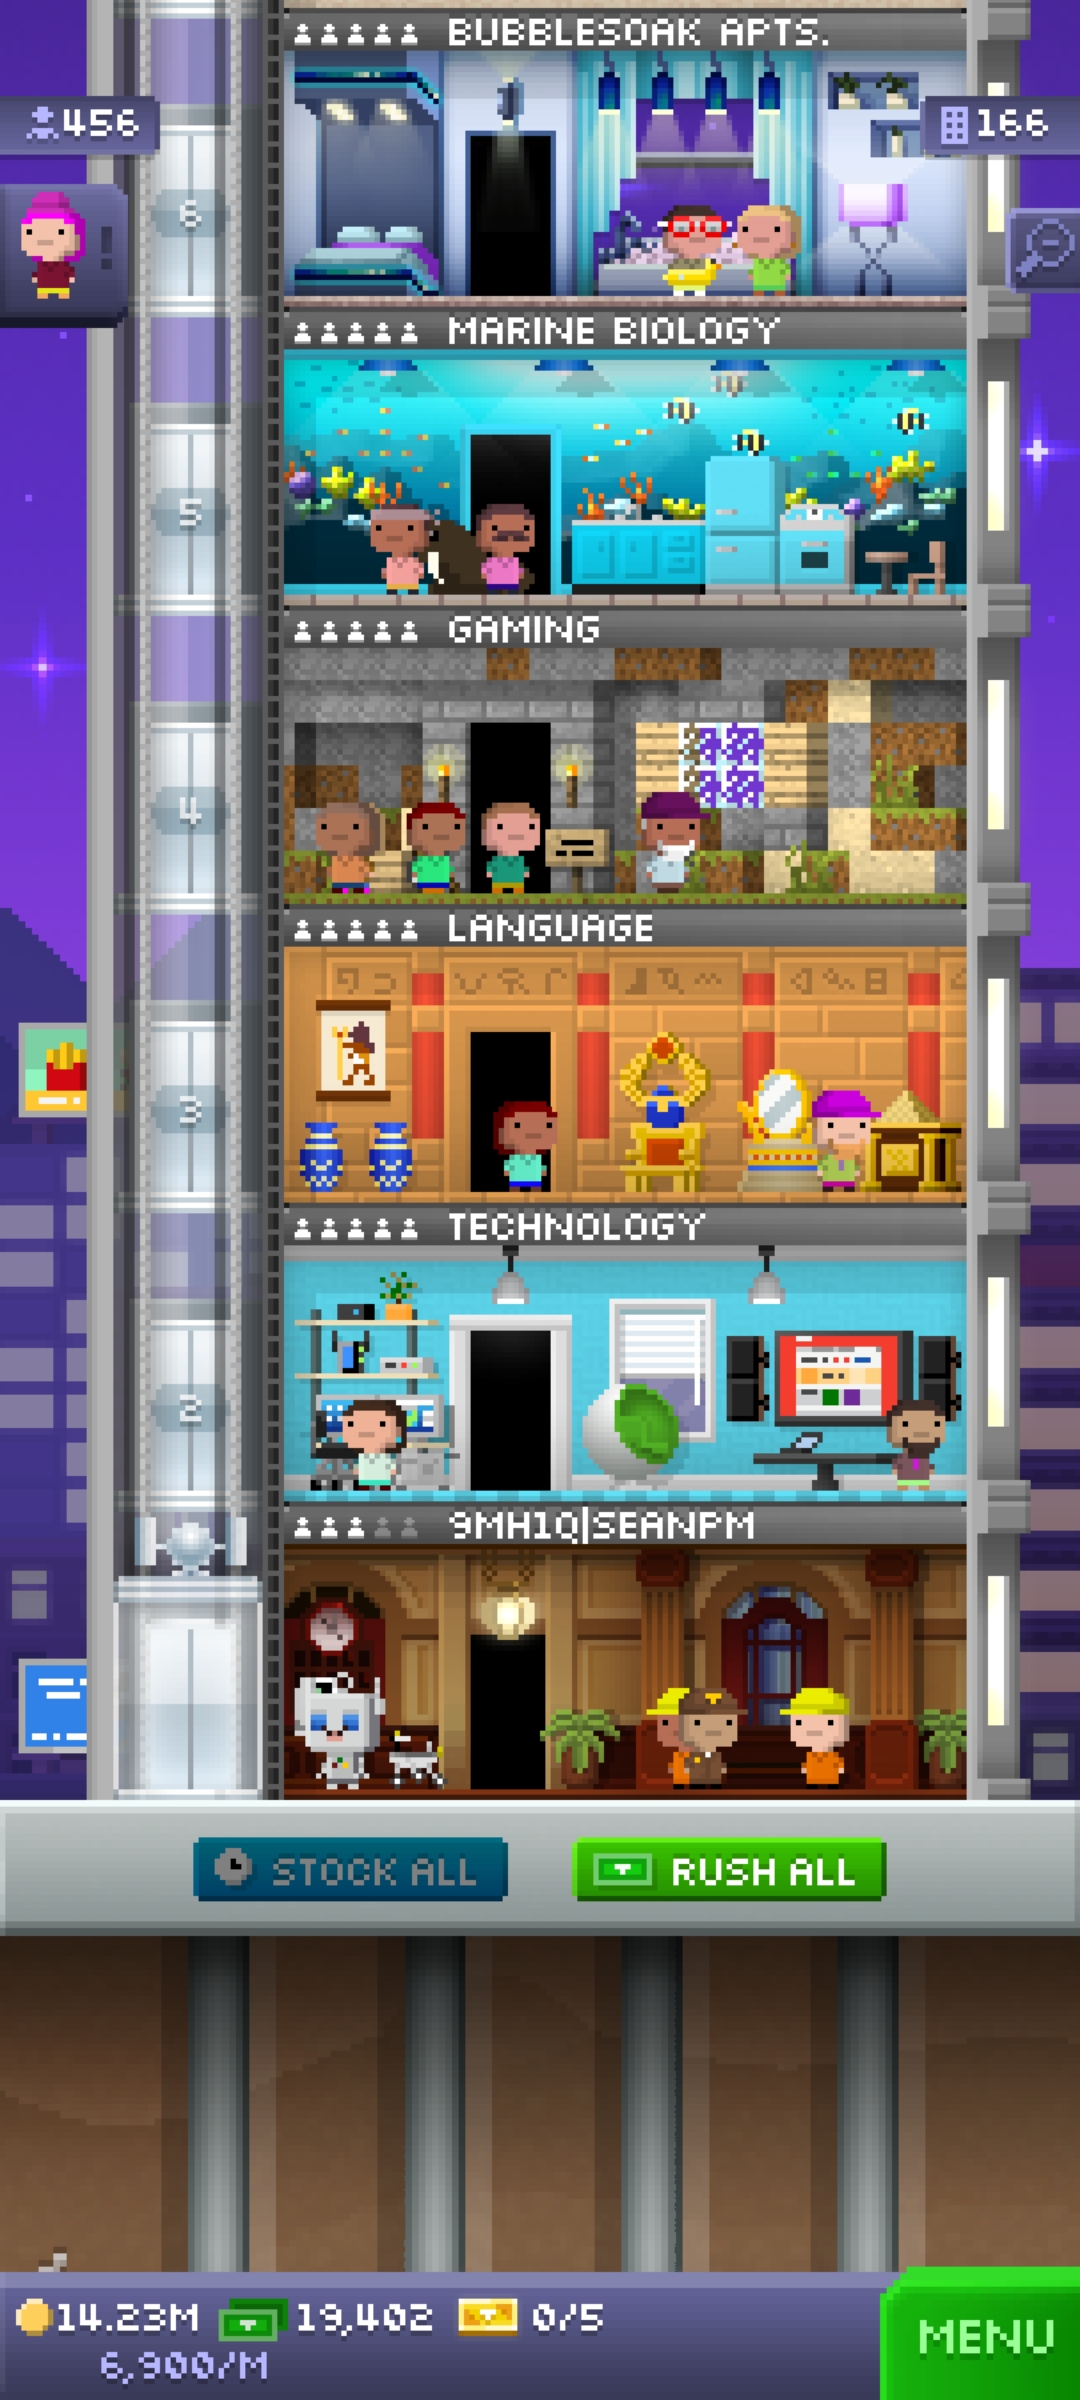 BUBBLESOAK APTS.
456
166
6
MARINE BIOLOGY
5
GAMING
4
LANGUAGE
3
TECHNOLOGY
2
9MH1Q|SEANPM
STOCK ALL
RUSH ALL
14.23M 19,402 0/5
6,900/M
MENU